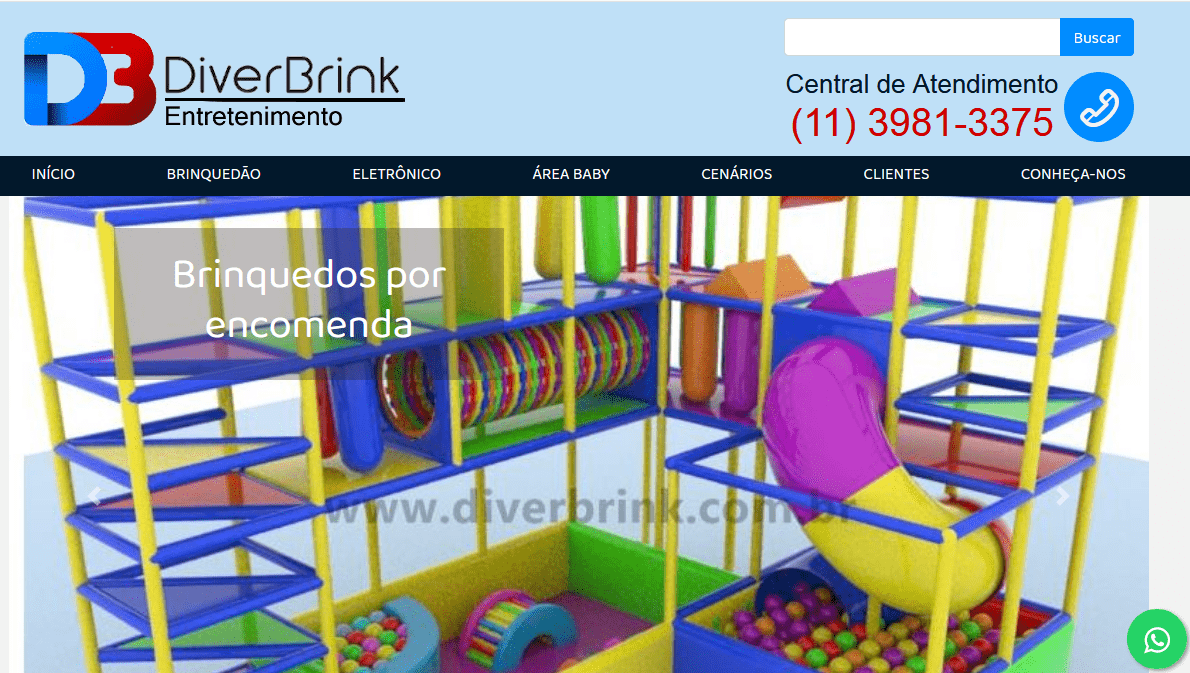 DB
DiverBrink
Entretenimento
Buscar
Central de Atendimento
(11) 3981-3375
INÍCIO
BRINQUEDÃO
ELETRÔNICO
ÁREA BABY
CENÁRIOS
CLIENTES
CONHEÇA-NOS
Brinquedos por
encomenda
www.diverbrink.com.br